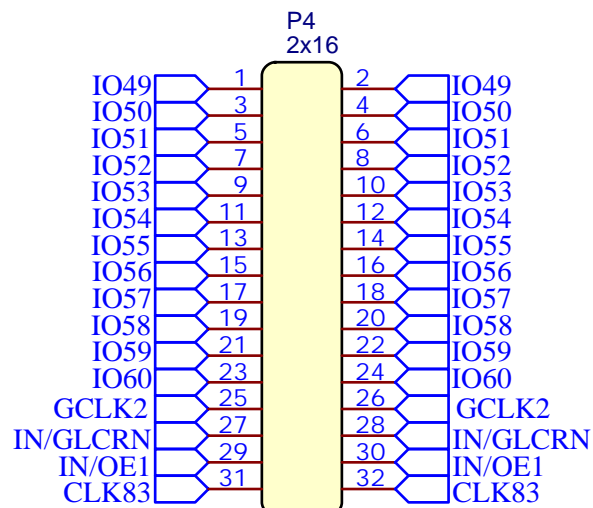 P4
2x16
IO49 1 2 IO49
IO50 3 4 IO50
IO51 5 6 IO51
IO52 7 8 IO52
IO53 9 10 IO53
IO54 11 12 IO54
IO55 13 14 IO55
IO56 15 16 IO56
IO57 17 18 IO57
IO58 19 20 IO58
IO59 21 22 IO59
IO60 23 24 IO60
GCLK2 25 26 GCLK2
IN/GLCRN 27 28 IN/GLCRN
IN/OE1 29 30 IN/OE1
CLK83 31 32 CLK83